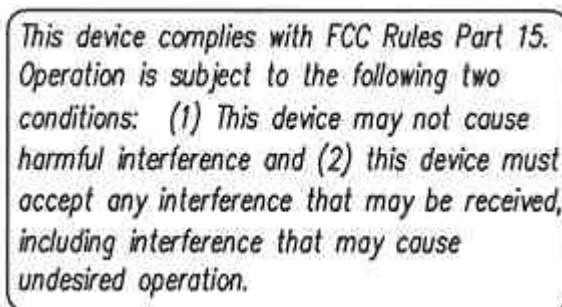 This device complies with FCC Rules Part 15.
Operation is subject to the following two
conditions: (1) This device may not cause
harmful interference and (2) this device must
accept any interference that may be received,
including interference that may cause
undesired operation.